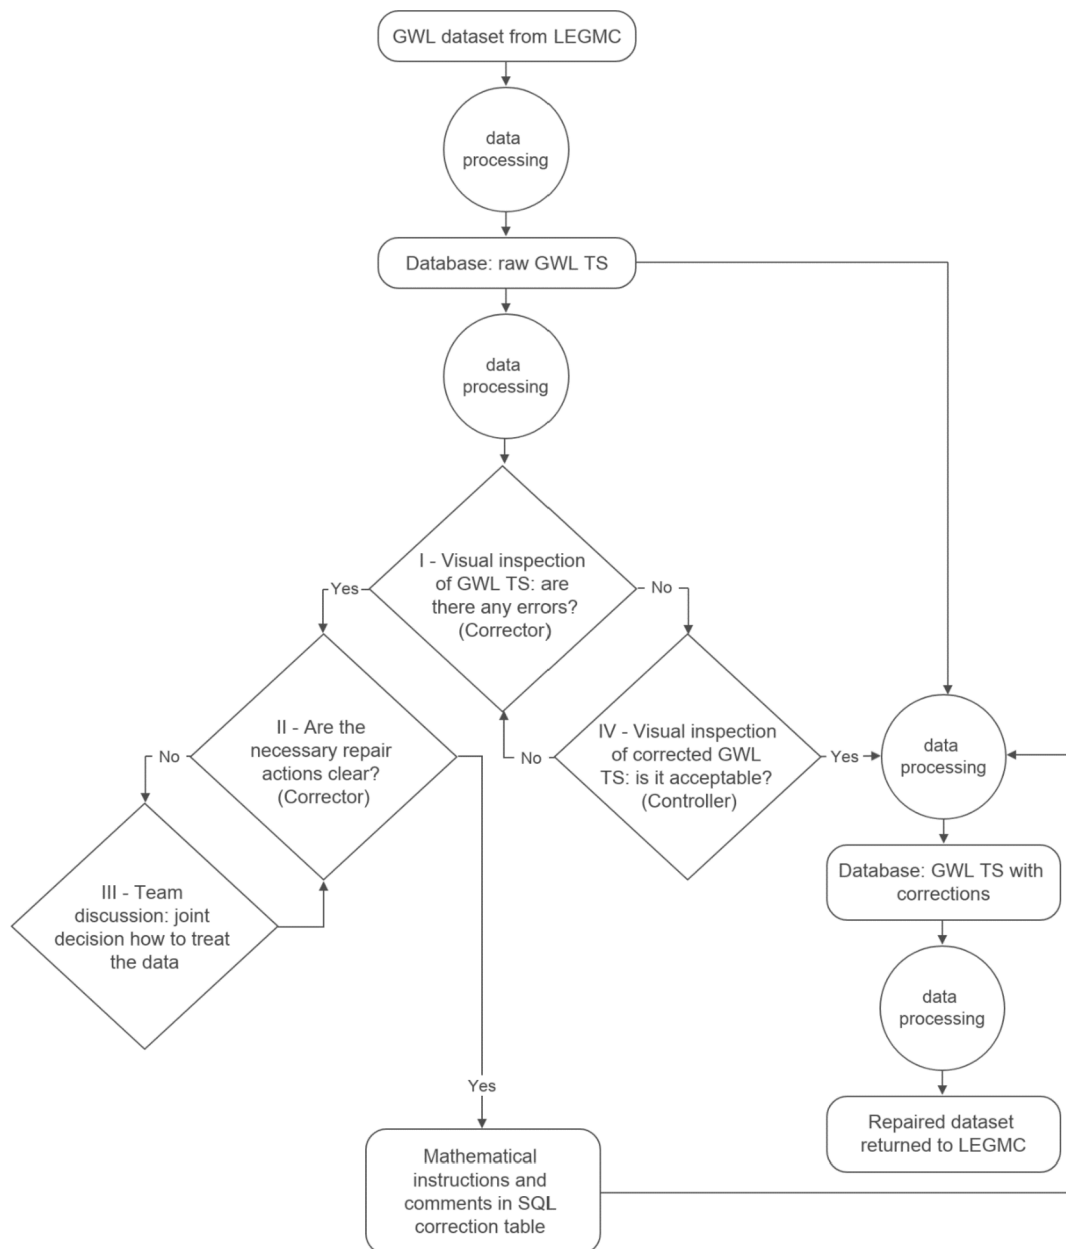 GWL dataset from LEGMC
data
processing
Database: raw GWL TS
data
processing
I - Visual inspection
of GWL TS: are
there any errors?
(Corrector)
Yes
No
II - Are the
necessary repair
actions clear?
(Corrector)
No
No
IV - Visual inspection
of corrected GWL
TS: is it acceptable?
(Controller)
Yes
data
processing
III - Team
discussion: joint
decision how to treat
the data
Database: GWL TS with
corrections
data
processing
Yes
Repaired dataset
returned to LEGMC
Mathematical
instructions and
comments in SQL
correction table